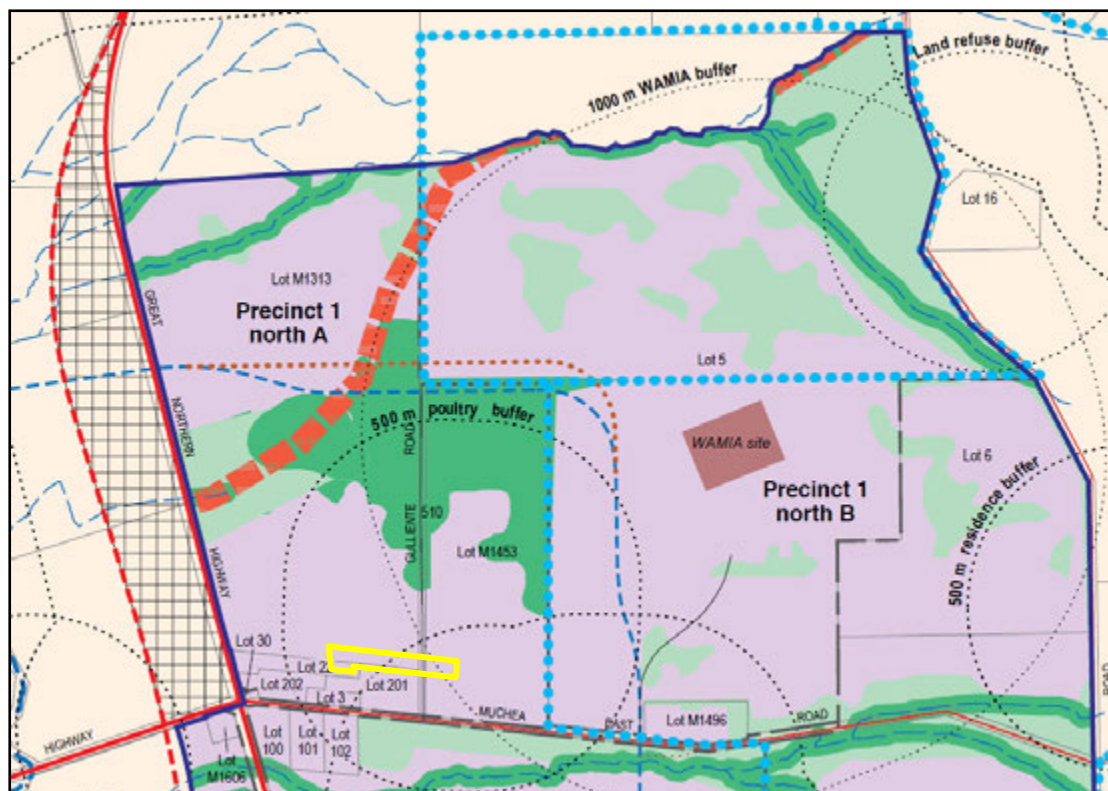 Land refuse buffer
1000 m WAMIA buffer
Lot 16
Lot M1313
Precinct 1
north A
GREAT
Lot 5
500 m poultry buffer
NORTHERN
ROAD
WAMIA site
Lot 6
Precinct 1
north B
510
GULLIENTE
Lot M1453
HIGHWAY
500 m residence buffer
Lot 30
Lot 22
Lot 202
Lot 201
Lot 3
MUCHEA
EAST
ROAD
Lot M1496
ROAD
HIGHWAY
Lot
100
Lot
101
Lot
102
Lot
M1606